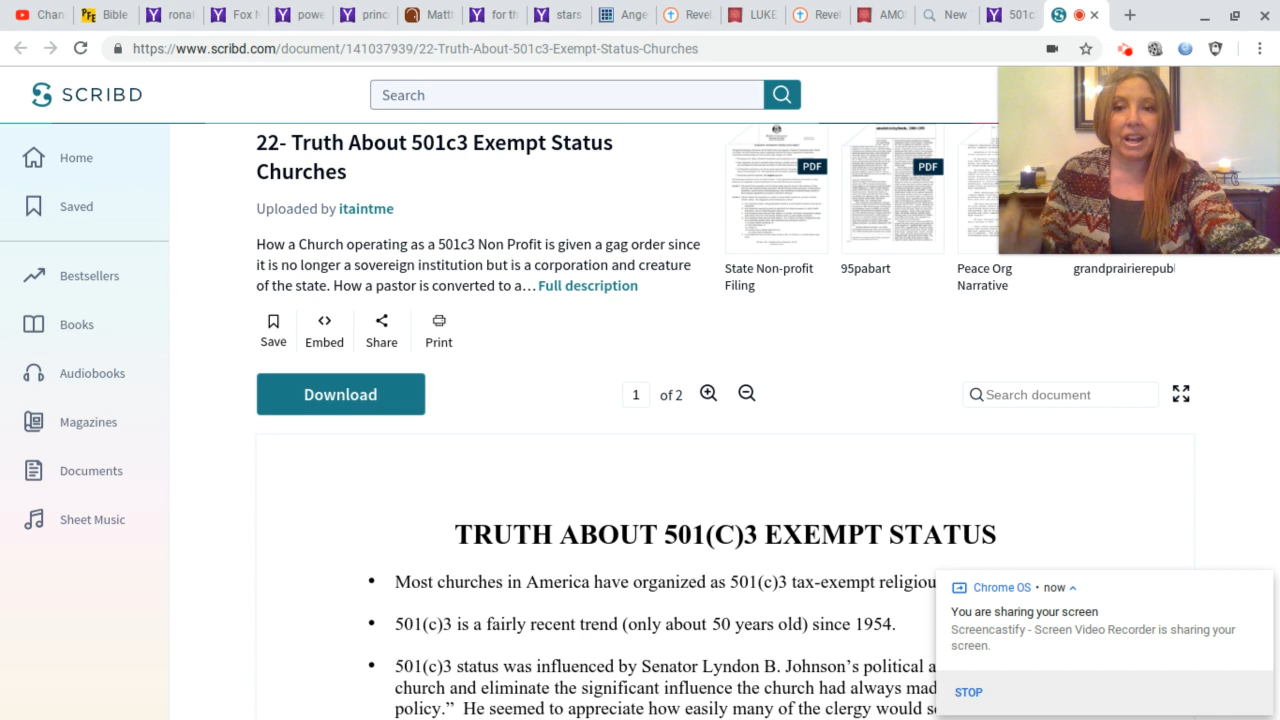 Chan
Bible
ronal
Fox N
powe
princ
Matt
for th
stars
Ange
Revel
LUKE
Revel
AMO
New
501c
https://www.scribd.com/document/141037939/22-Truth-About-501c3-Exempt-Status-Churches
SCRIBD
Search
Home
Saved
Bestsellers
Books
Audiobooks
Magazines
Documents
Sheet Music
22- Truth About 501c3 Exempt Status
Churches
Uploaded by itaintme
How a Church operating as a 501c3 Non Profit is given a gag order since
it is no longer a sovereign institution but is a corporation and creature
of the state. How a pastor is converted to a… Full description
Save
Embed
Share
Print
PDF
State Non-profit
Filing
PDF
95pabart
Peace Org
Narrative
grandprairierepubl
Download
1 of 2
Search document
TRUTH ABOUT 501(C)3 EXEMPT STATUS
• Most churches in America have organized as 501(c)3 tax-exempt religiou
• 501(c)3 is a fairly recent trend (only about 50 years old) since 1954.
• 501(c)3 status was influenced by Senator Lyndon B. Johnson's political a
church and eliminate the significant influence the church had always mad
policy." He seemed to appreciate how easily many of the clergy would s
Chrome OS • now
You are sharing your screen
Screencastify - Screen Video Recorder is sharing your
screen.
STOP